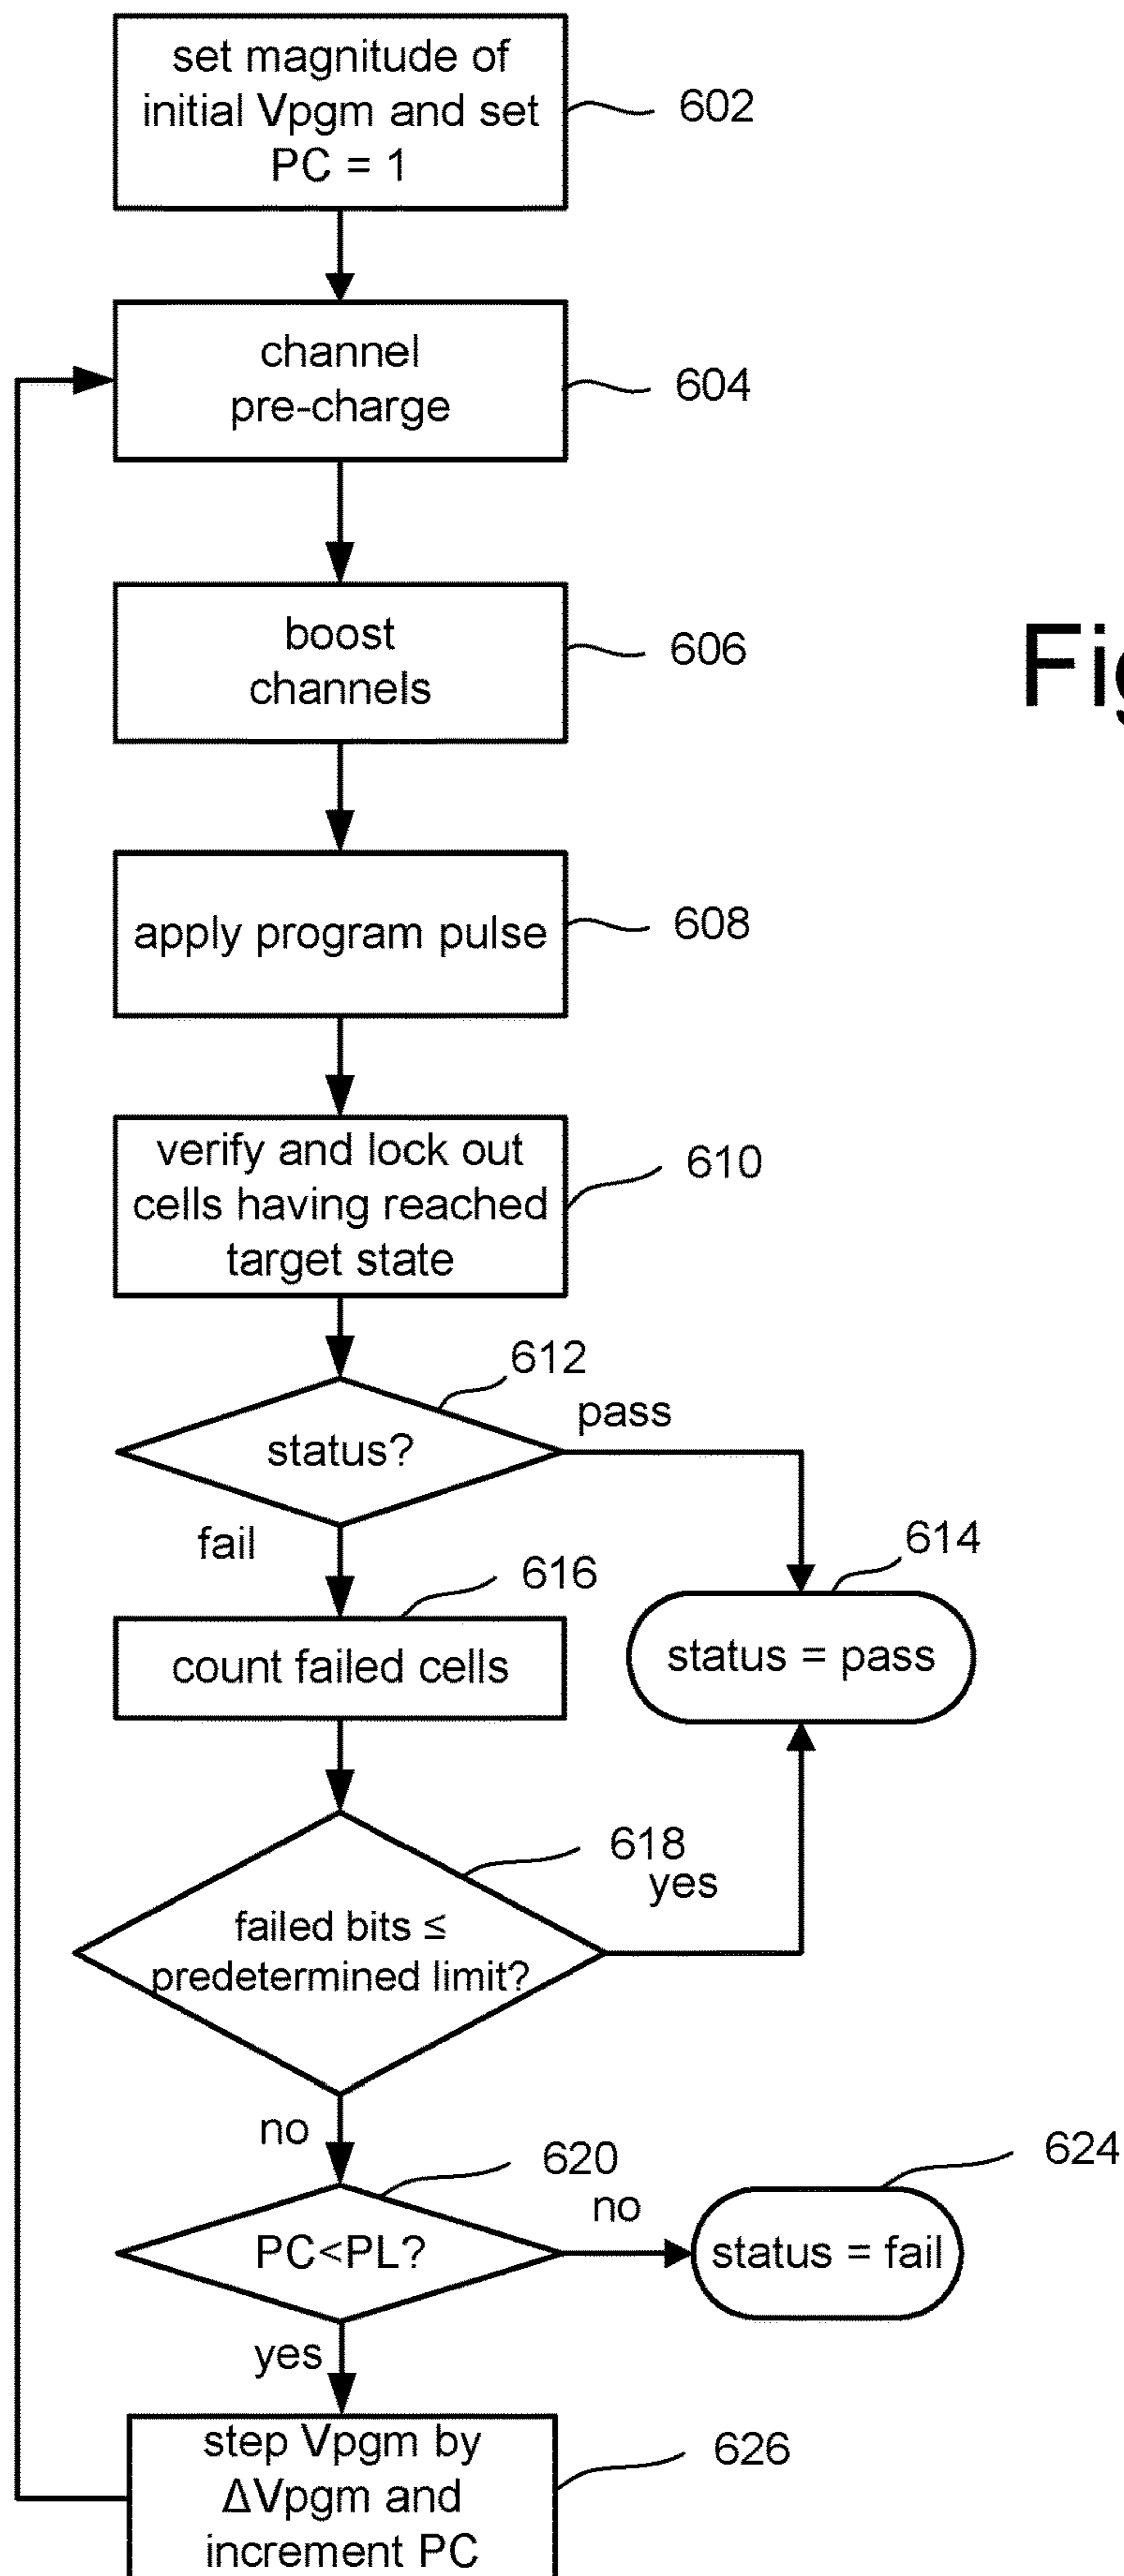 set magnitude of
initial Vpgm and set
PC = 1
602
channel
pre-charge
604
boost
channels
606
Fig
apply program pulse
608
verify and lock out
cells having reached
target state
610
612
status?
pass
fail
614
status = pass
616
count failed cells
618
yes
failed bits ≤
predetermined limit?
no
620
624
PC<PL?
no
status = fail
yes
step Vpgm by
ΔVpgm and
increment PC
626